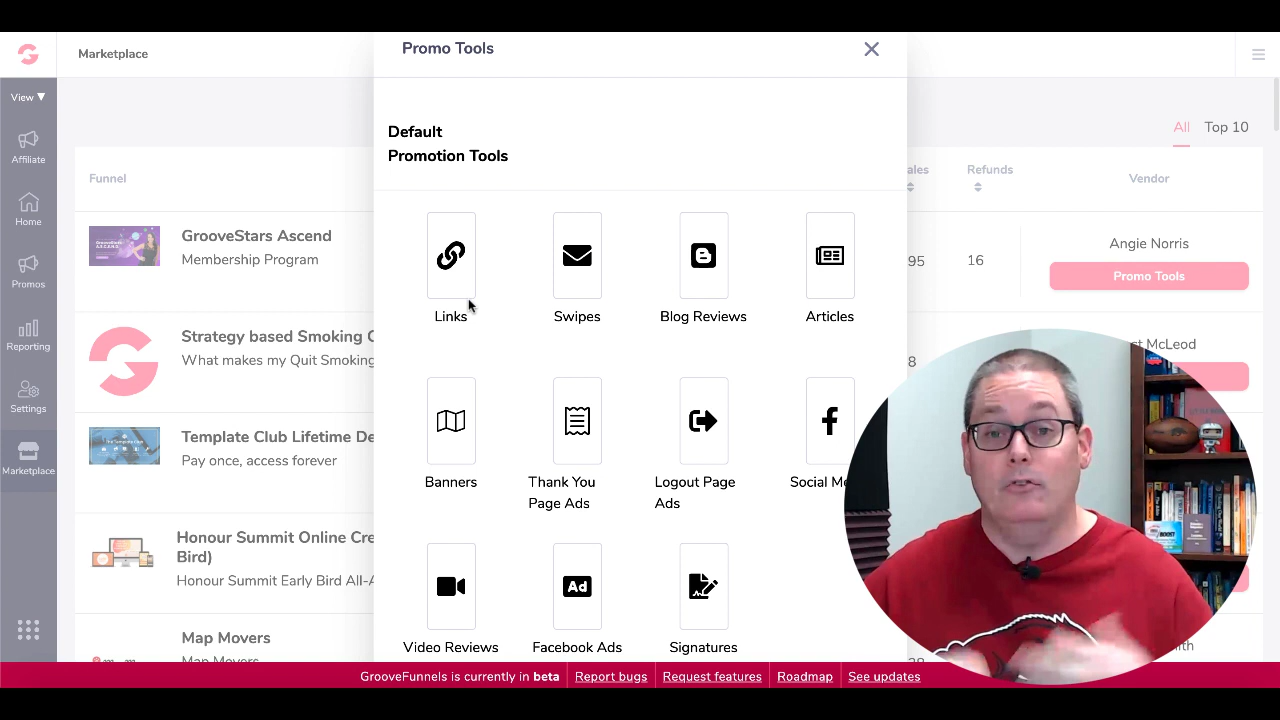 Promo Tools
Marketplace
View ▼
Affiliate
Home
Promos
Reporting
Settings
Marketplace
All Top 10
Default
Promotion Tools
Funnel
Refunds
Vendor
GrooveStars Ascend
Membership Program
95
16
Angie Norris
Promo Tools
Strategy based Smoking
What makes my Quit Smoking
McLeod
8
Template Club Lifetime
Pay once, access forever
Honour Summit Online
Bird)
Honour Summit Early Bird
Map Movers
Links
Swipes
Blog Reviews
Articles
Banners
Thank You
Page Ads
Logout Page
Ads
Social
Ad
Video Reviews
Facebook Ads
Signatures
GrooveFunnels is currently in beta
Report bugs
Request features
Roadmap
See updates